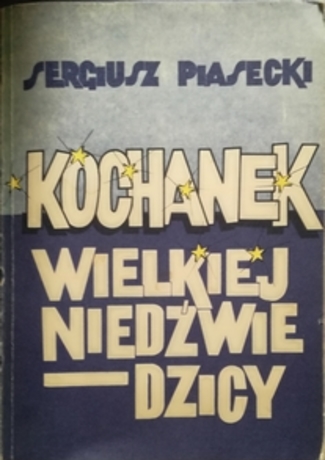 SERGIUSZ PIASECKI
KOCHANEK
WIELKIEJ
NIEDŹWIE
—DZICY